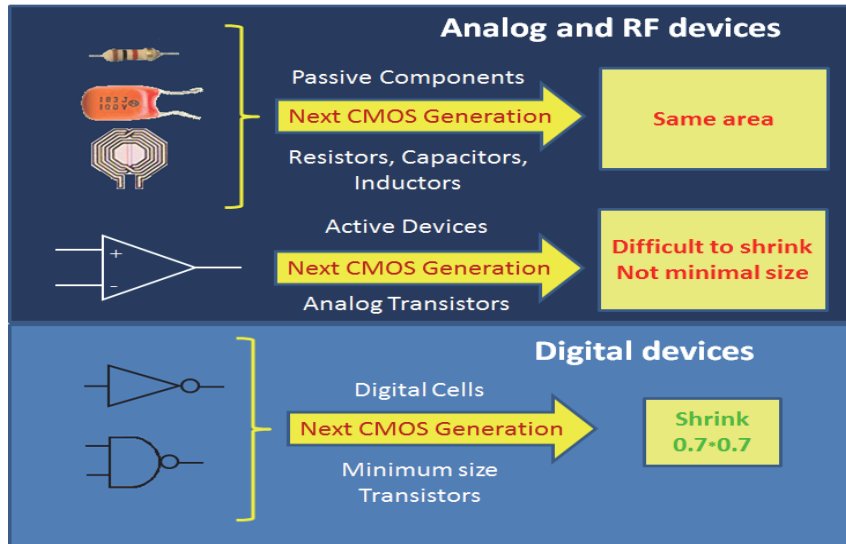 Analog and RF devices
Passive Components
Next CMOS Generation
Resistors, Capacitors,
Inductors
Same area
183J
100V
Active Devices
Next CMOS Generation
Analog Transistors
Difficult to shrink
Not minimal size
+
-
Digital devices
Digital Cells
Next CMOS Generation
Minimum size
Transistors
Shrink
0.7*0.7